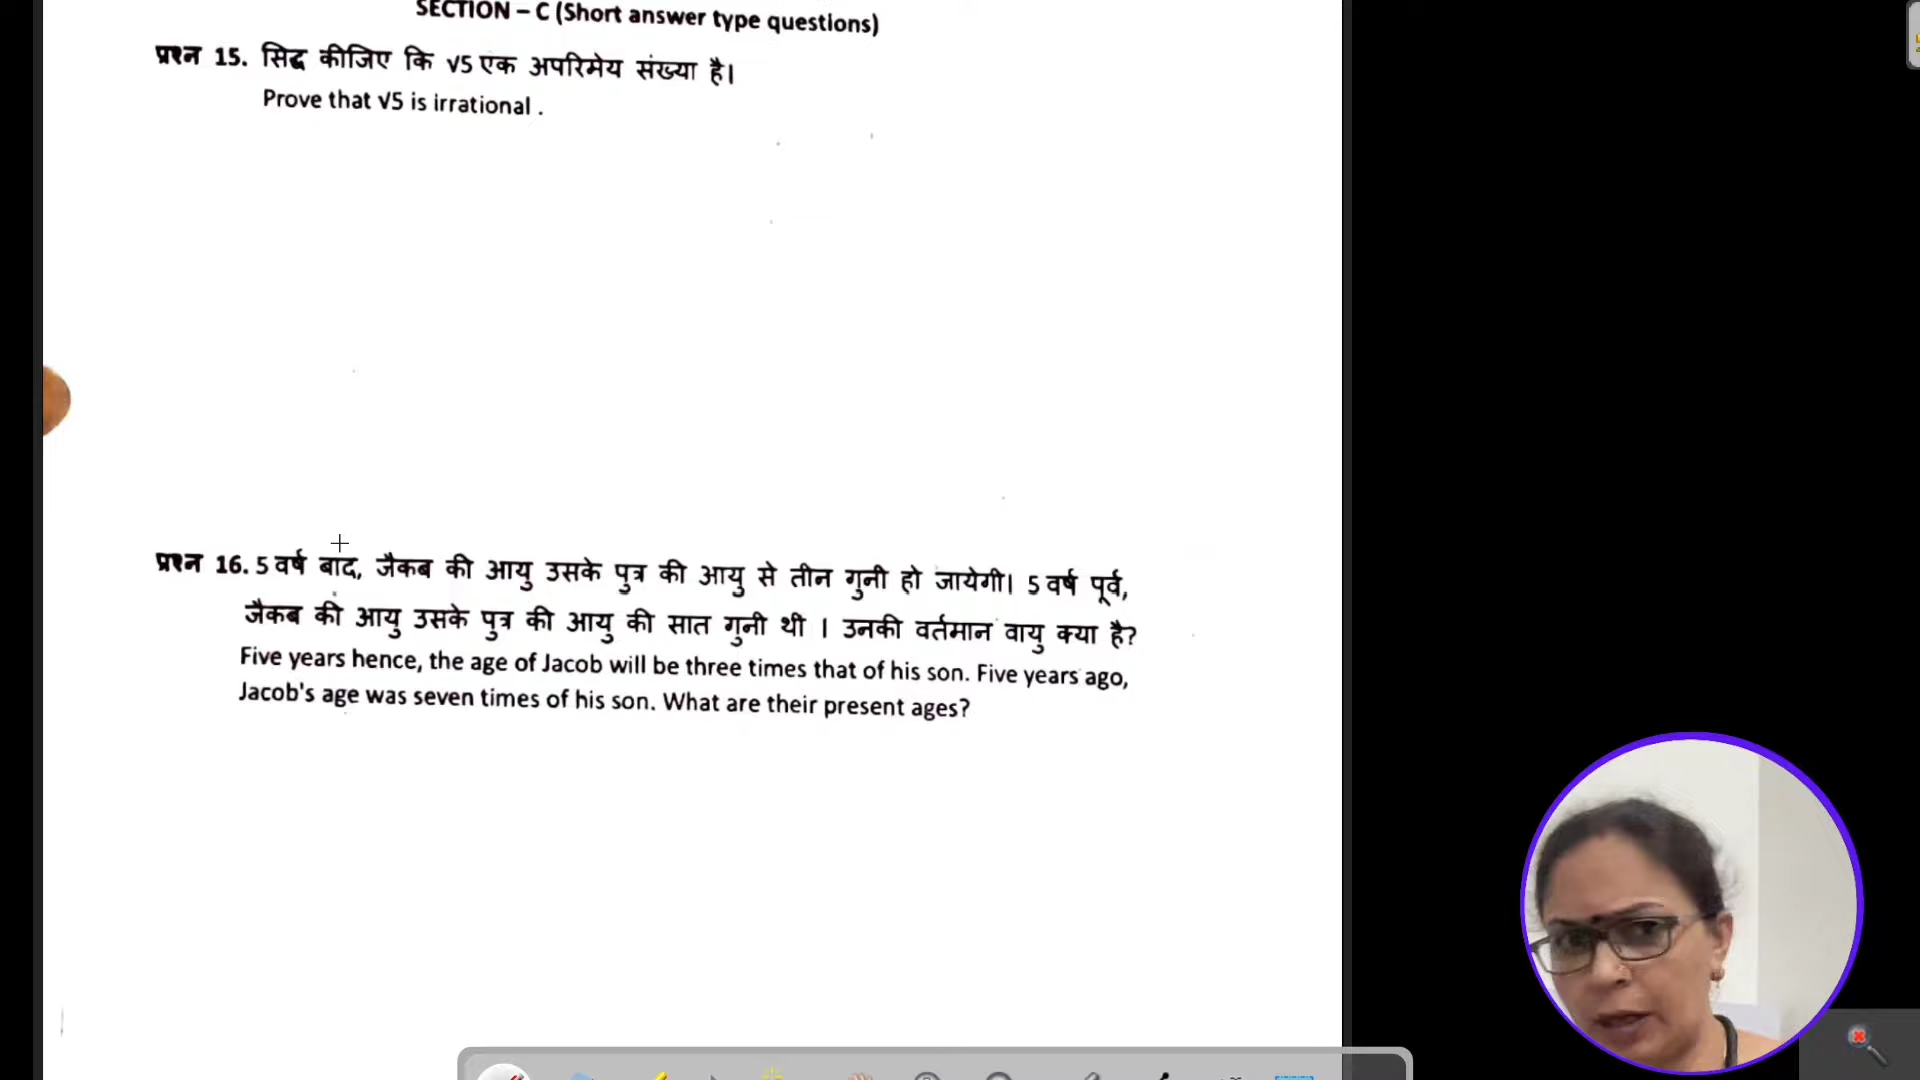 SECTION – C (Short answer type questions)
प्रश्न 15. सिद्ध कीजिए कि √5 एक अपरिमेय संख्या है।
Prove that √5 is irrational .
प्रश्न 16. 5 वर्ष बाद, जैकब की आयु उसके पुत्र की आयु से तीन गुनी हो जायेगी। 5 वर्ष पूर्व,
जैकब की आयु उसके पुत्र की आयु की सात गुनी थी । उनकी वर्तमान वायु क्या है?
Five years hence, the age of Jacob will be three times that of his son. Five years ago,
Jacob's age was seven times of his son. What are their present ages?